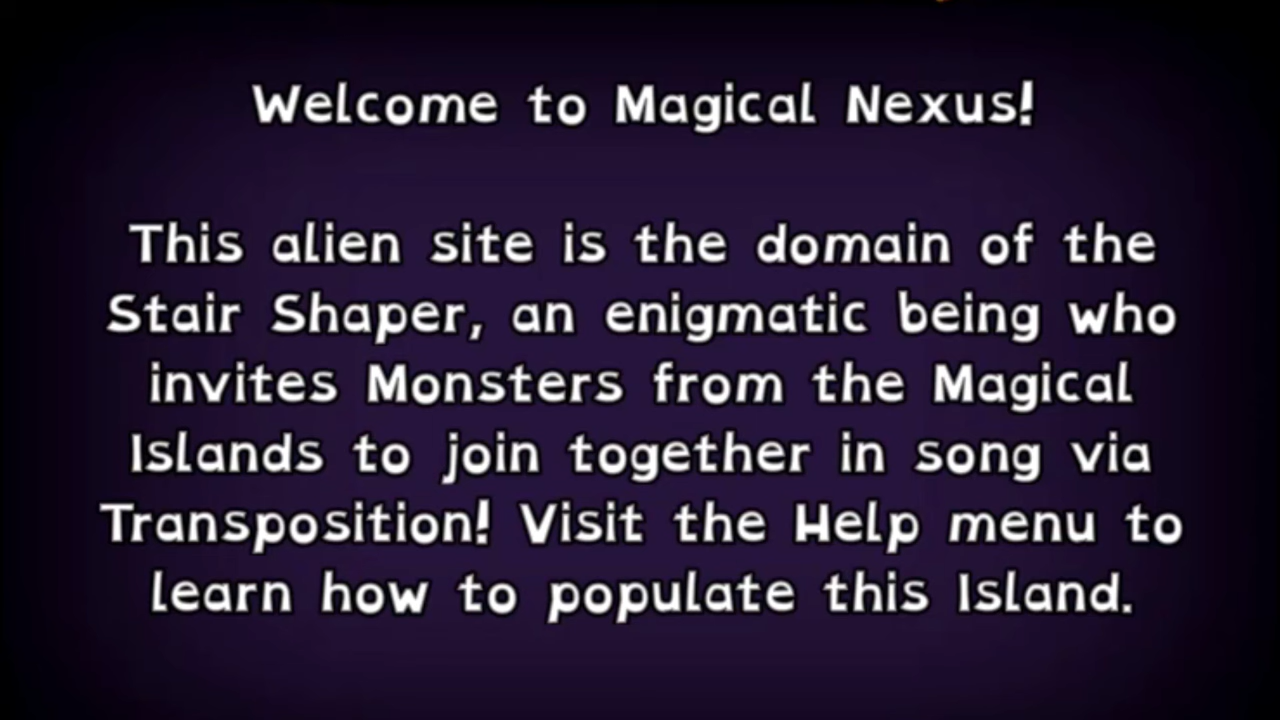 Welcome to Magical Nexus!
This alien site is the domain of the
Stair Shaper, an enigmatic being who
invites Monsters from the Magical
Islands to join together in song via
Transposition! Visit the Help menu to
learn how to populate this Island.